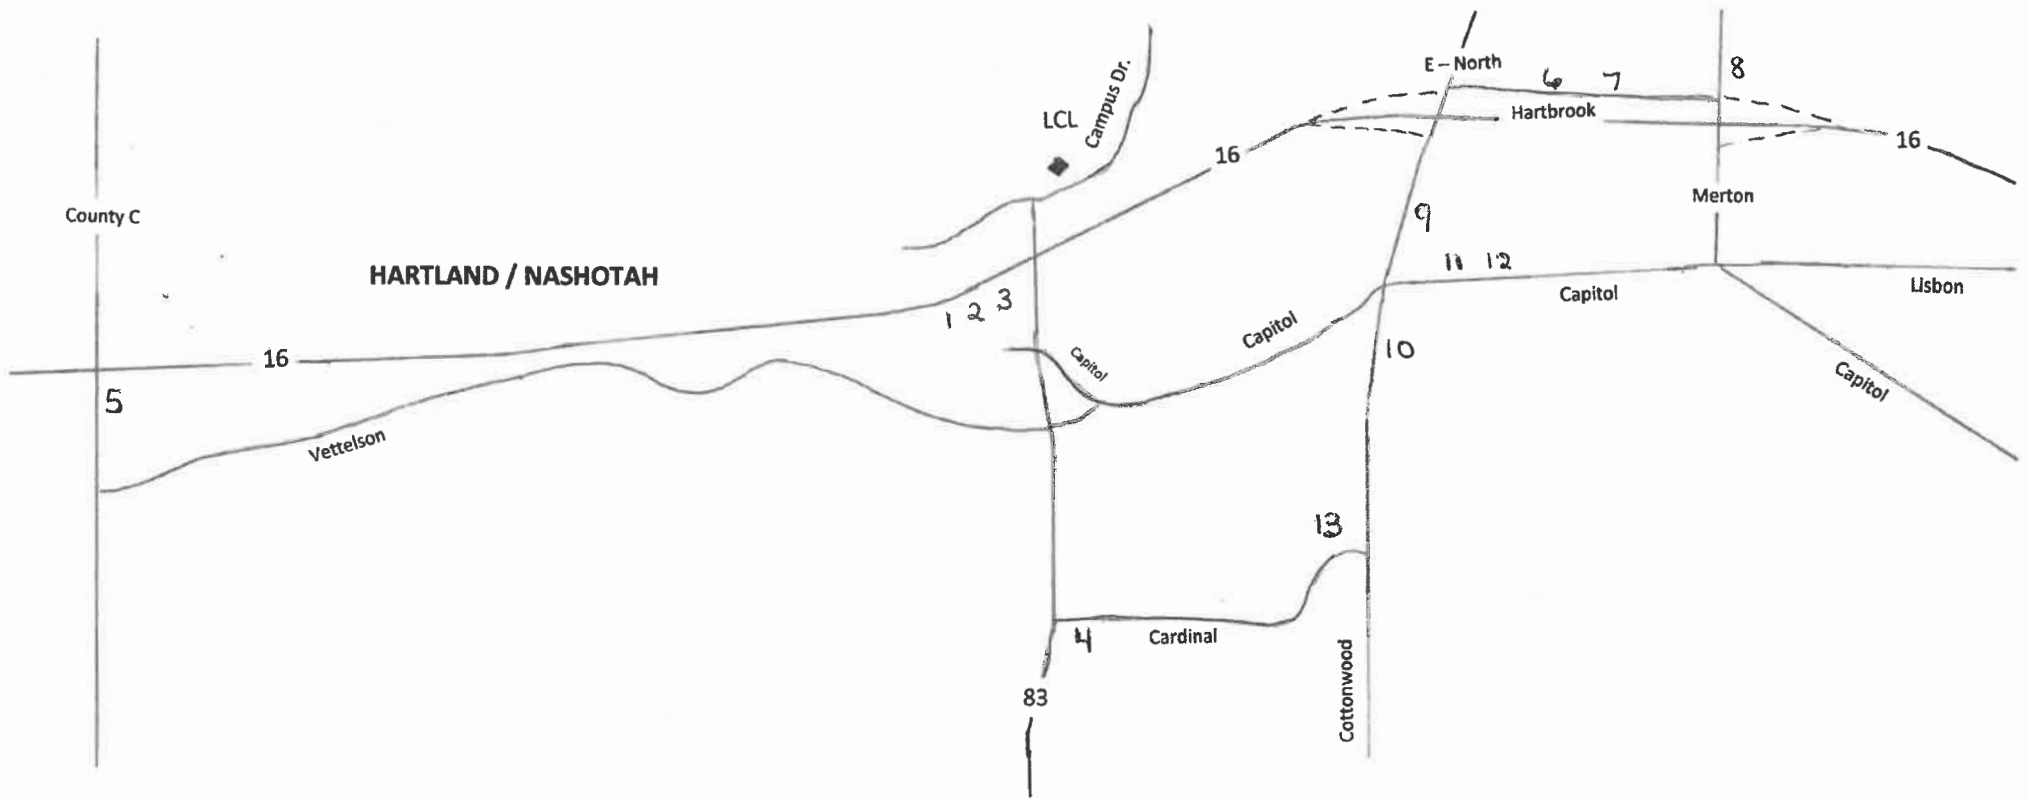 E – North
6 7
8
Campus Dr.
LCL
Hartbrook
16
16
Merton
County C
9
HARTLAND / NASHOTAH
11 12
Capitol
Lisbon
1 2 3
Capitol
16
Capitol
10
Capitol
5
Vettelson
13
4
Cardinal
Cottonwood
83